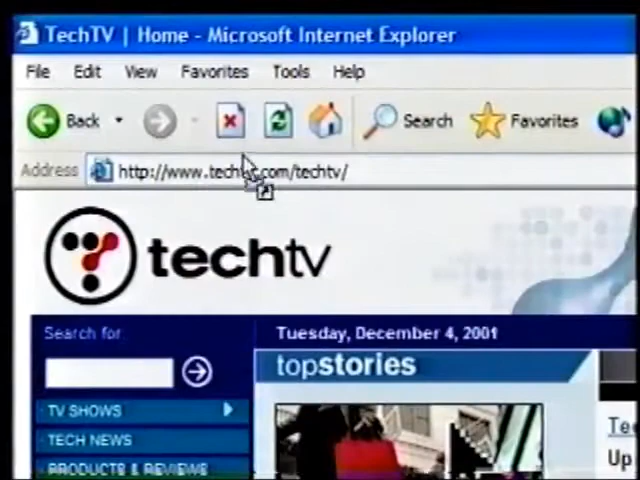 TechTV | Home - Microsoft Internet Explorer
File Edit View Favorites Tools Help
Back Search Favorites
Address http://www.techtv.com/techtv/
techtv
Search for Tuesday, December 4, 2001
topstories
TV SHOWS
TECH NEWS
PRODUCTS & REVIEWS
Up